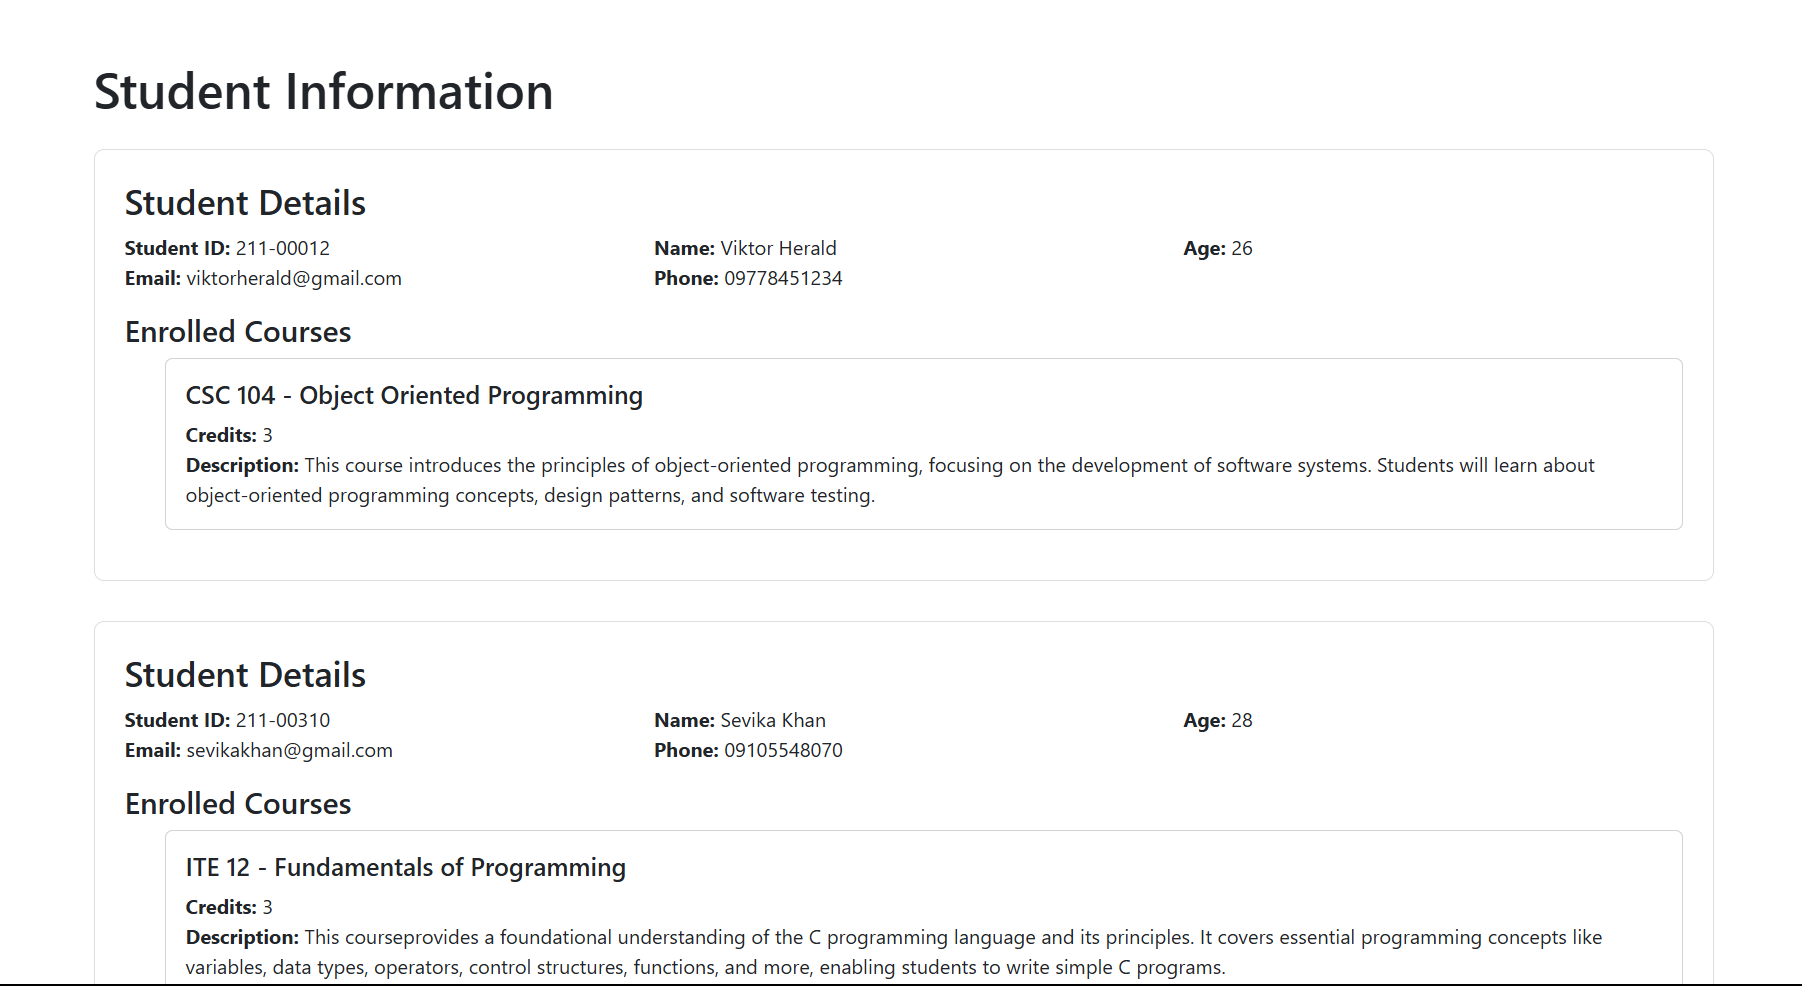 Student Information
Student Details
Student ID: 211-00012 Name: Viktor Herald Age: 26
Email: viktorherald@gmail.com Phone: 09778451234
Enrolled Courses
CSC 104 - Object Oriented Programming
Credits: 3
Description: This course introduces the principles of object-oriented programming, focusing on the development of software systems. Students will learn about
object-oriented programming concepts, design patterns, and software testing.
Student Details
Student ID: 211-00310 Name: Sevika Khan Age: 28
Email: sevikakhan@gmail.com Phone: 09105548070
Enrolled Courses
ITE 12 - Fundamentals of Programming
Credits: 3
Description: This courseprovides a foundational understanding of the C programming language and its principles. It covers essential programming concepts like
variables, data types, operators, control structures, functions, and more, enabling students to write simple C programs.